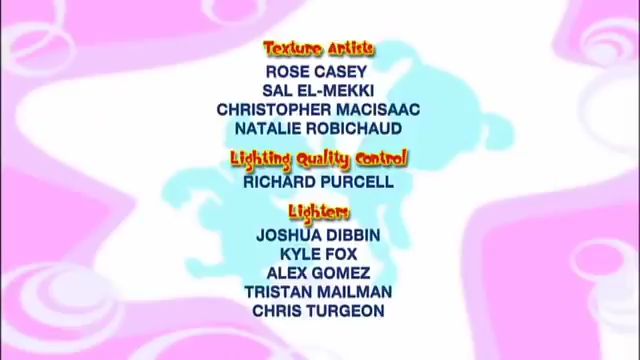 Texture Artists
ROSE CASEY
SAL EL-MEKKI
CHRISTOPHER MACISAAC
NATALIE ROBICHAUD
Lighting Quality Control
RICHARD PURCELL
Lighters
JOSHUA DIBBIN
KYLE FOX
ALEX GOMEZ
TRISTAN MAILMAN
CHRIS TURGEON